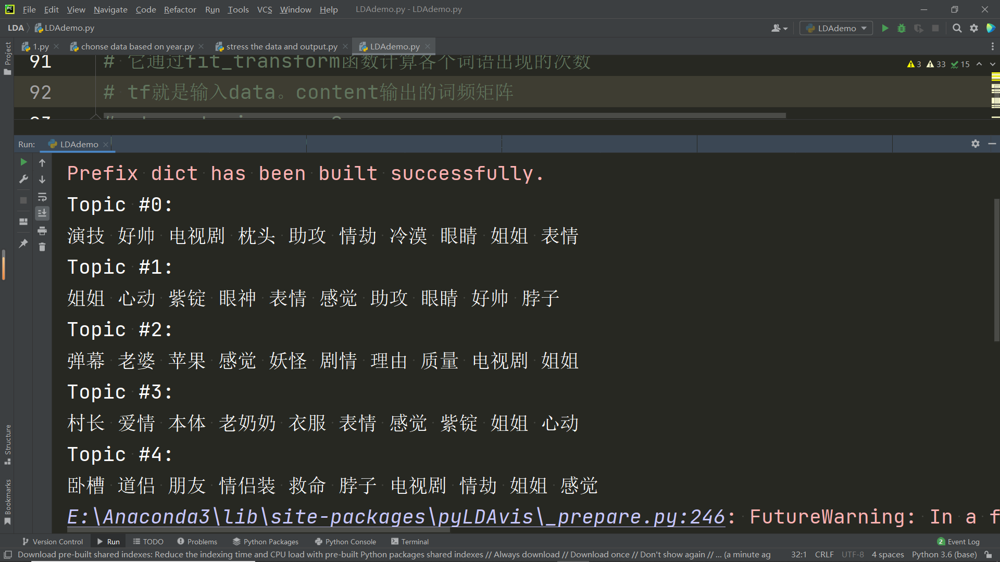 File Edit View Navigate Code Refactor Run Tools VCS Window Help LDAdemo.py - LDAdemo.py
LDA LDAdemo.py LDAdemo
Project
1.py chonse data based on year.py stress the data and output.py LDAdemo.py
91 # 它通过fit_transform函数计算各个词语出现的次数
3 33 15
92 # tf就是输入data。content输出的词频矩阵
Run: LDAdemo
Prefix dict has been built successfully.
Topic #0:
演技 好帅 电视剧 枕头 助攻 情劫 冷漠 眼睛 姐姐 表情
Topic #1:
姐姐 心动 紫锭 眼神 表情 感觉 助攻 眼睛 好帅 脖子
Topic #2:
弹幕 老婆 苹果 感觉 妖怪 剧情 理由 质量 电视剧 姐姐
Topic #3:
村长 爱情 本体 老奶奶 衣服 表情 感觉 紫锭 姐姐 心动
Topic #4:
卧槽 道侣 朋友 情侣装 救命 脖子 电视剧 情劫 姐姐 感觉
E:\Anaconda3\lib\site-packages\pyLDAvis\_prepare.py:246: FutureWarning: In a f
Structure
Bookmarks
Version Control Run TODO Problems Python Packages Python Console Terminal 2 Event Log
Download pre-built shared indexes: Reduce the indexing time and CPU load with pre-built Python packages shared indexes // Always download // Download once // Don't show again // ... (a minute ag 32:1 CRLF UTF-8 4 spaces Python 3.6 (base)